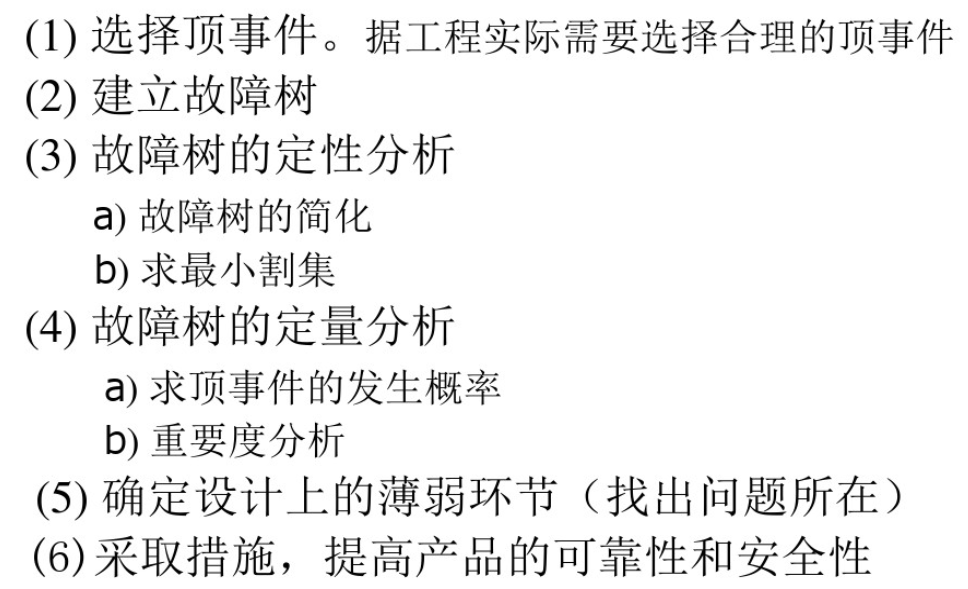 (1) 选择顶事件。据工程实际需要选择合理的顶事件
(2) 建立故障树
(3) 故障树的定性分析
a) 故障树的简化
b) 求最小割集
(4) 故障树的定量分析
a) 求顶事件的发生概率
b) 重要度分析
(5) 确定设计上的薄弱环节（找出问题所在）
(6) 采取措施，提高产品的可靠性和安全性